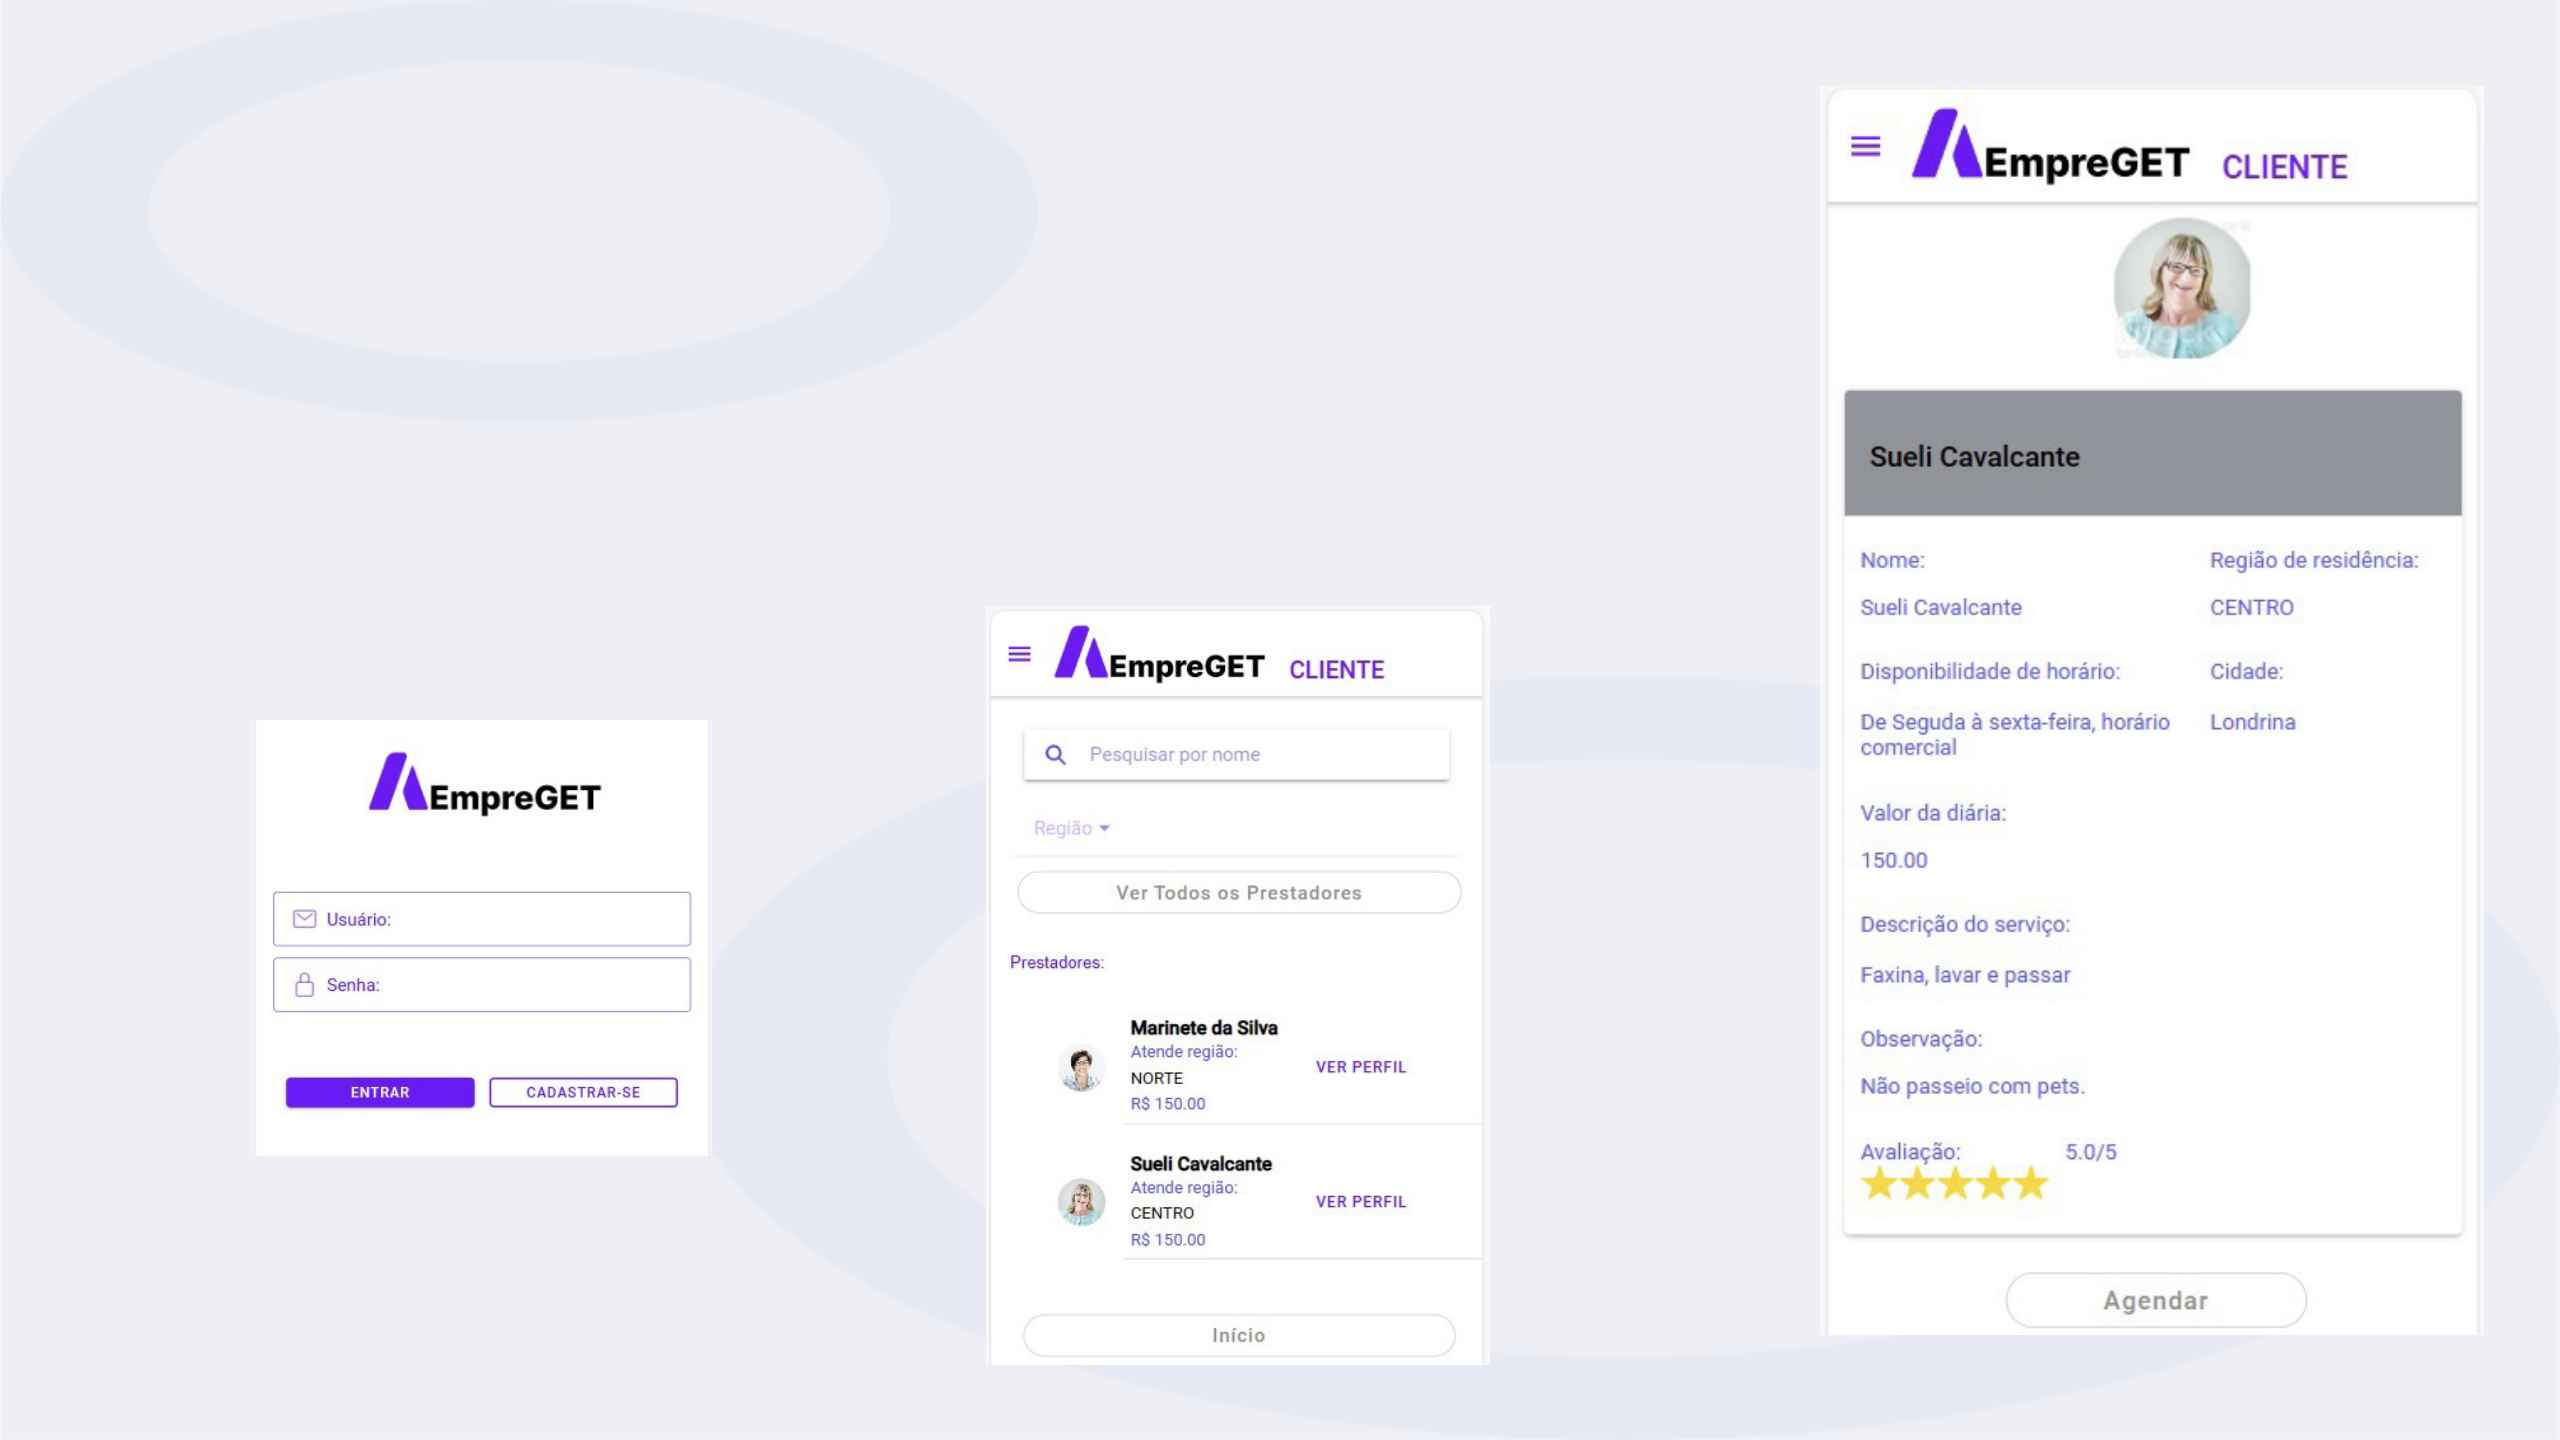 EmpreGET
Usuário:
Senha:
ENTRAR
CADASTRAR-SE
EmpreGET CLIENTE
Pesquisar por nome
Região
Ver Todos os Prestadores
Prestadores:
Marinete da Silva
Atende região:
NORTE
R$ 150.00
VER PERFIL
Sueli Cavalcante
Atende região:
CENTRO
R$ 150.00
VER PERFIL
Início
EmpreGET CLIENTE
Sueli Cavalcante
Nome:
Sueli Cavalcante
Região de residência:
CENTRO
Disponibilidade de horário:
De Seguda à sexta-feira, horário
comercial
Cidade:
Londrina
Valor da diária:
150.00
Descrição do serviço:
Faxina, lavar e passar
Observação:
Não passeio com pets.
Avaliação: 5.0/5
Agendar